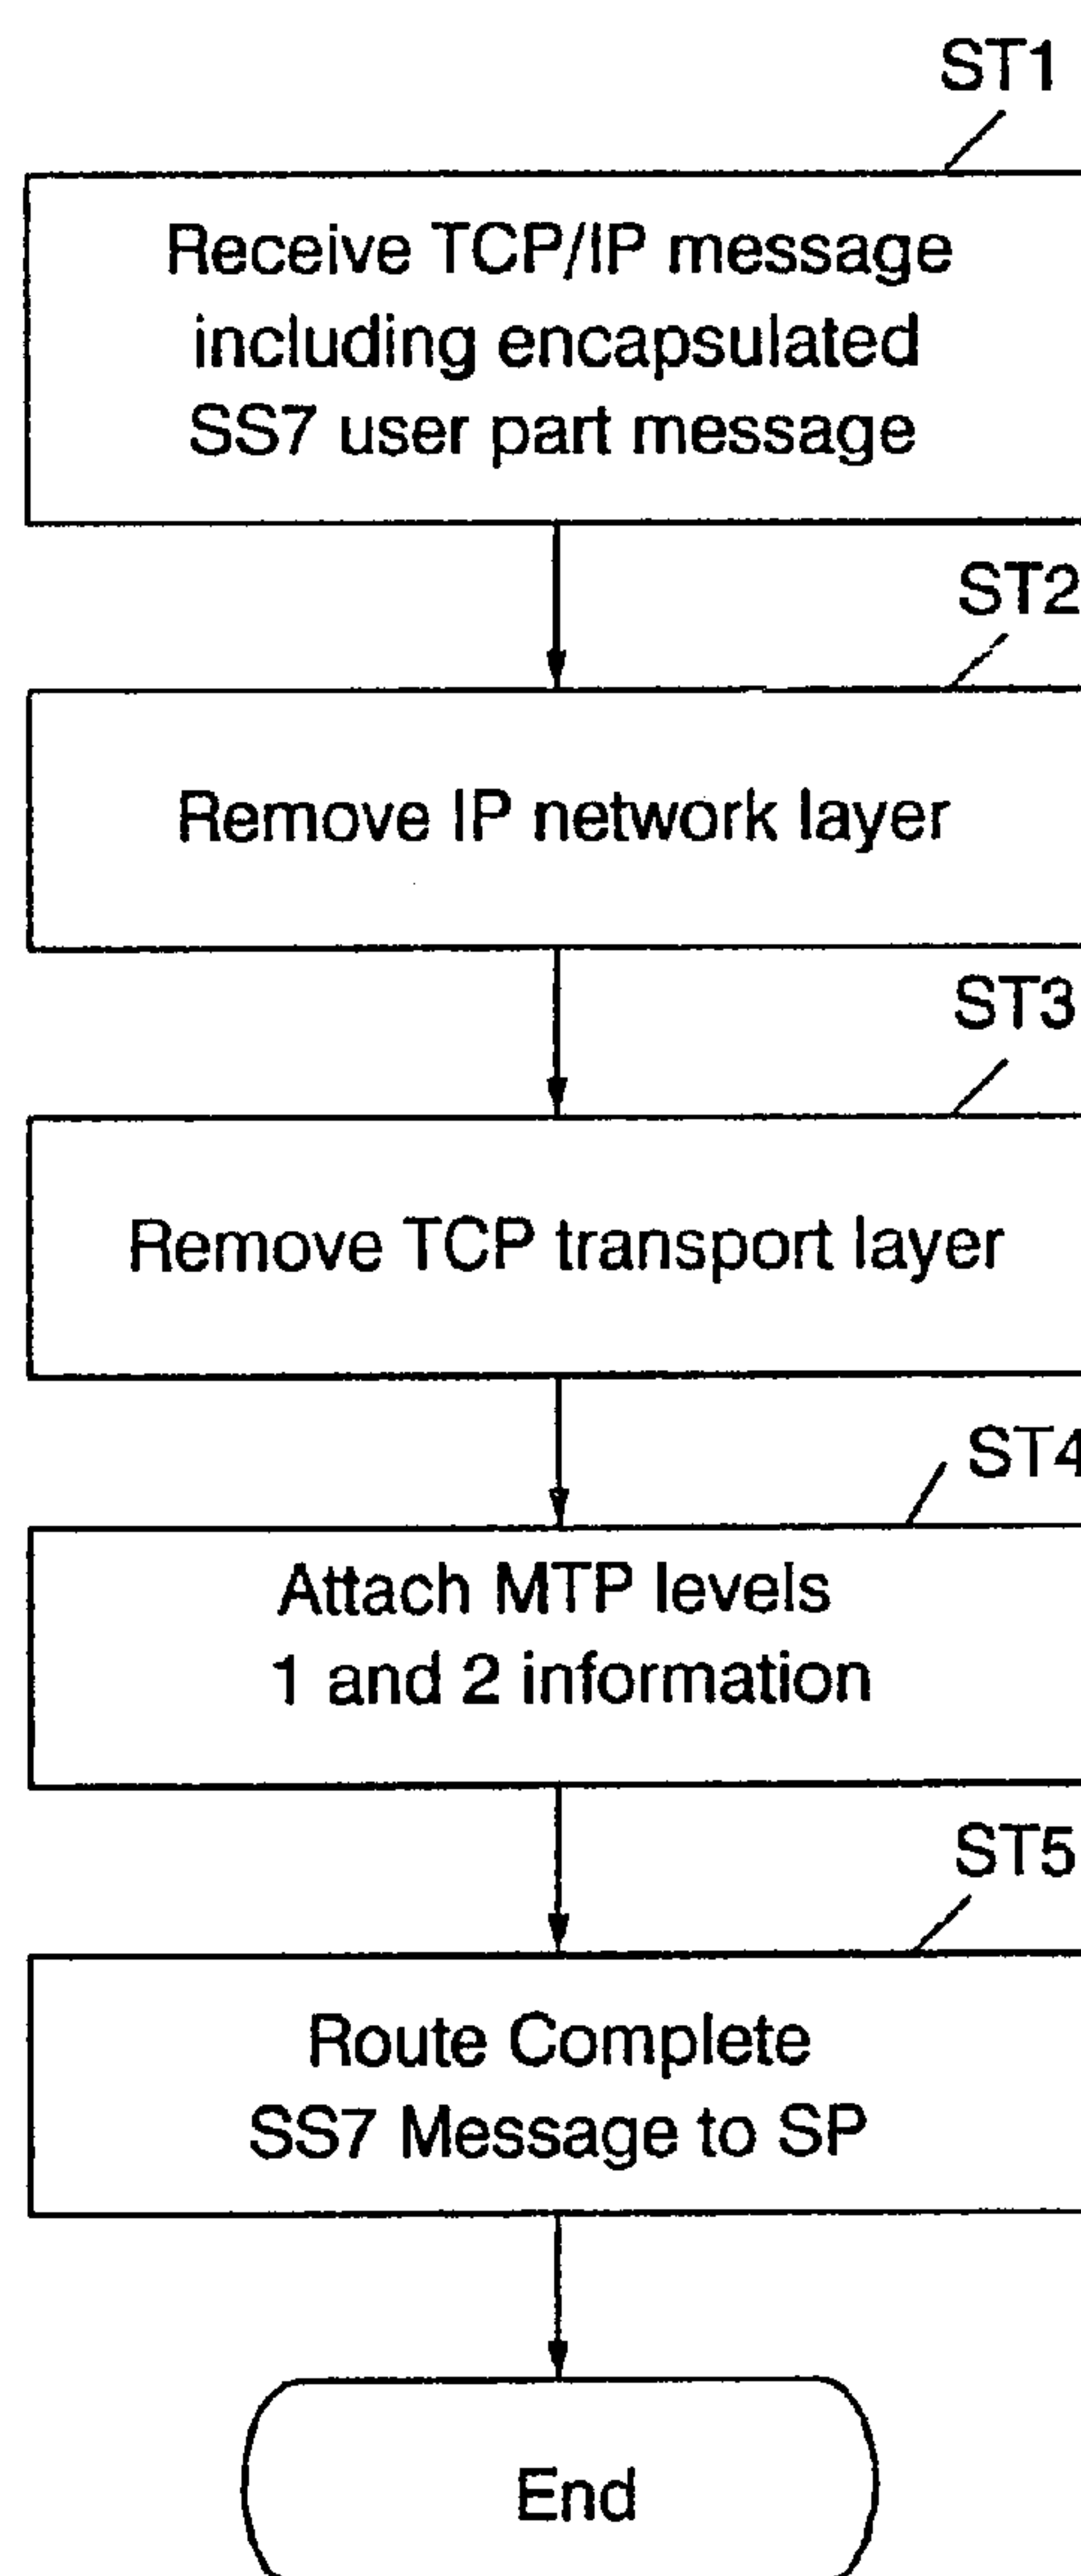 ST1
Receive TCP/IP message
including encapsulated
SS7 user part message
ST2
Remove IP network layer
ST3
Remove TCP transport layer
ST4
Attach MTP levels
1 and 2 information
ST5
Route Complete
SS7 Message to SP
End